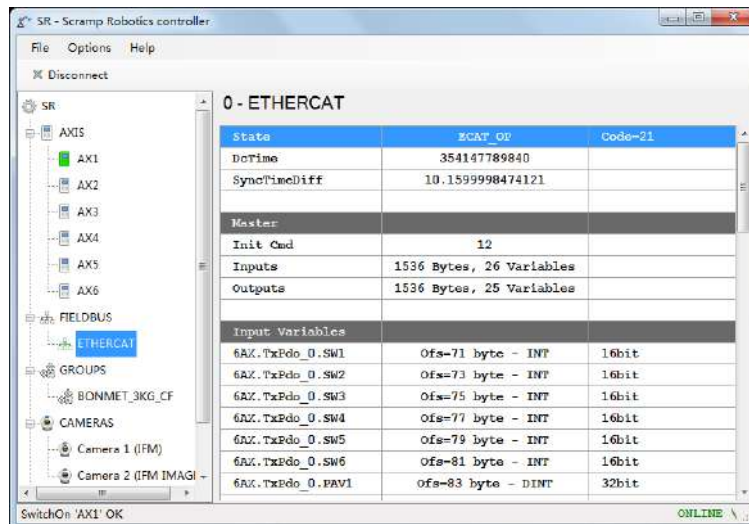 SR - Scramp Robotics controller
File Options Help
Disconnect
SR
AXIS
AX1
AX2
AX3
AX4
AX5
AX6
FIELDBUS
ETHERCAT
GROUPS
BONMET_3KG_CF
CAMERAS
Camera 1 (IFM)
Camera 2 (IFM IMAGI
0 - ETHERCAT
State ECAT_OP Code=21
DcTime 354147789840
SyncTimeDiff 10.1599998474121
Master
Init Cmd 12
Inputs 1536 Bytes, 26 Variables
Outputs 1536 Bytes, 25 Variables
Input Variables
6AX.TxPdo_0.SW1 Ofs=71 byte - INT 16bit
6AX.TxPdo_0.SW2 Ofs=73 byte - INT 16bit
6AX.TxPdo_0.SW3 Ofs=75 byte - INT 16bit
6AX.TxPdo_0.SW4 Ofs=77 byte - INT 16bit
6AX.TxPdo_0.SW5 Ofs=79 byte - INT 16bit
6AX.TxPdo_0.SW6 Ofs=81 byte - INT 16bit
6AX.TxPdo_0.PAV1 Ofs=83 byte - DINT 32bit
SwitchOn 'AX1' OK ONLINE \